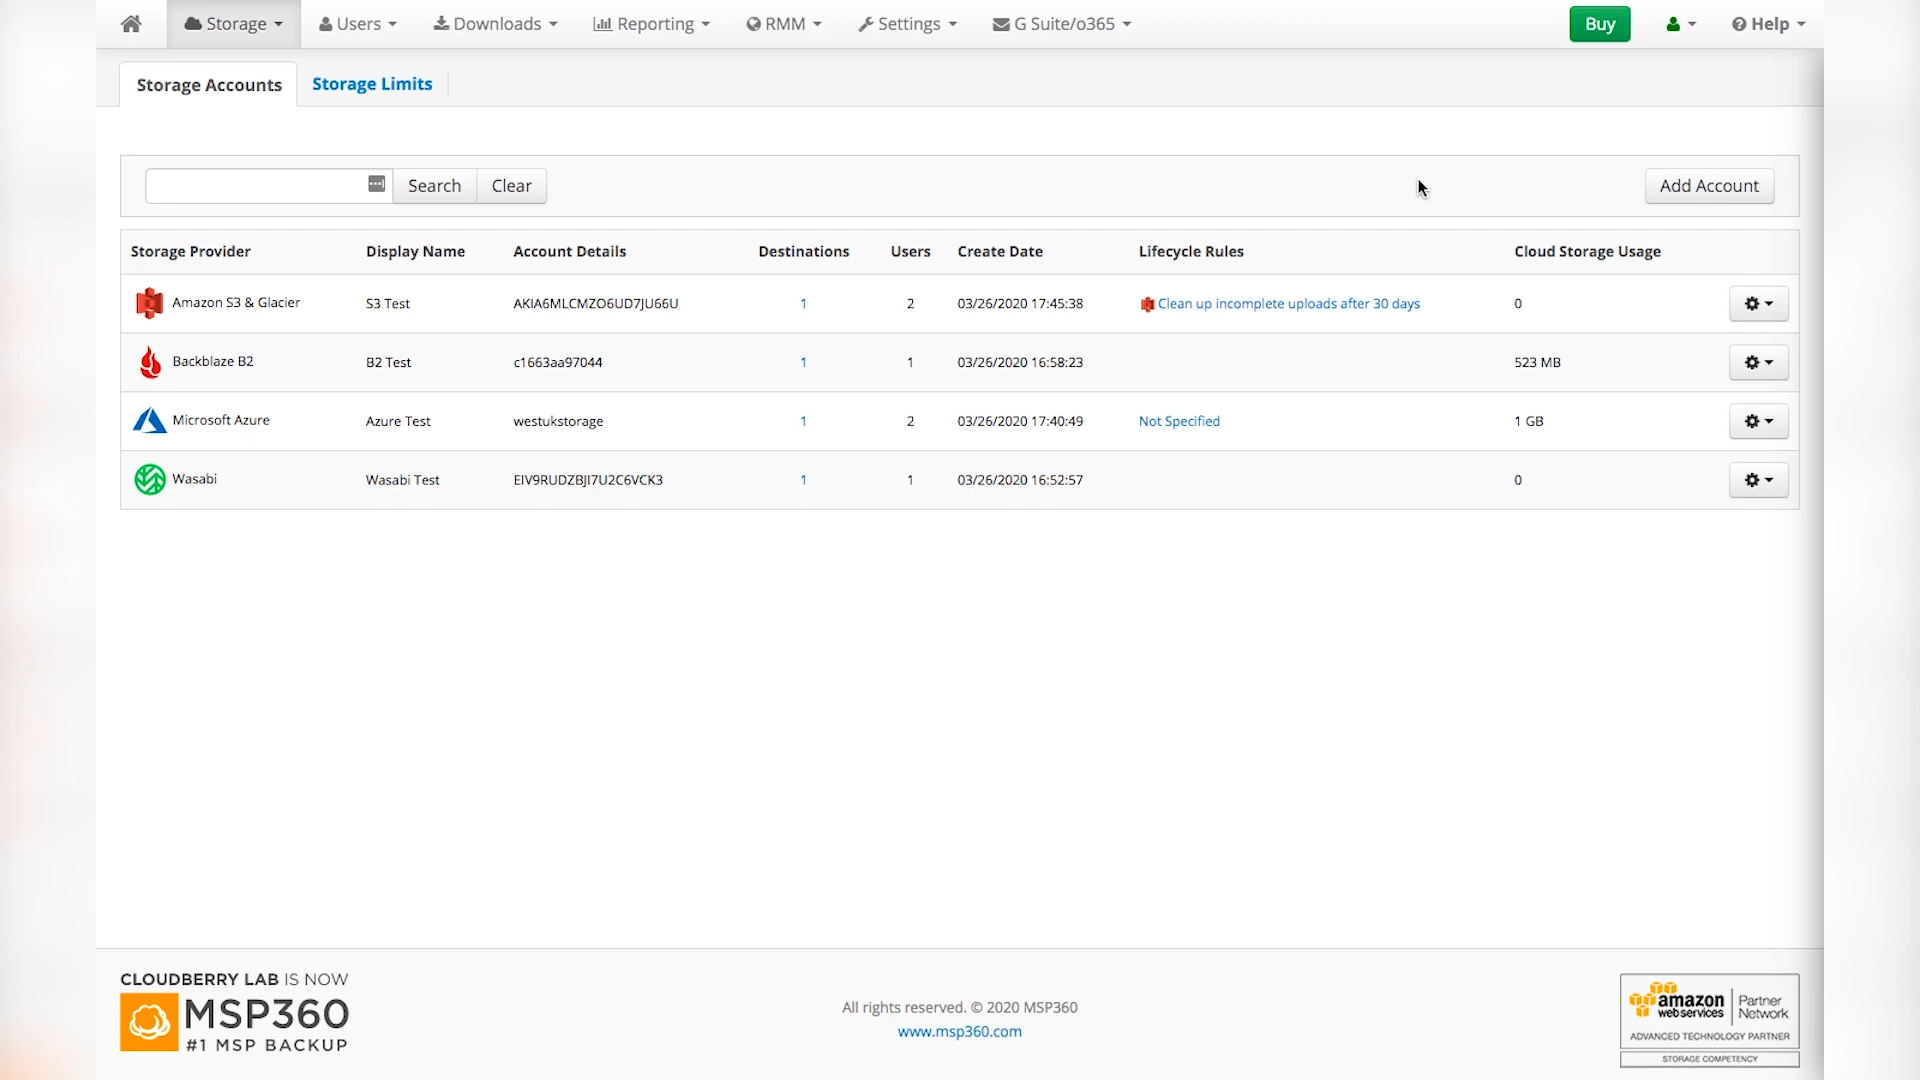 Storage Users Downloads Reporting RMM Settings G Suite/o365 Buy Help
Storage Accounts Storage Limits
Search Clear Add Account
Storage Provider Display Name Account Details Destinations Users Create Date Lifecycle Rules Cloud Storage Usage
Amazon S3 & Glacier S3 Test AKIA6MLCMZO6UD7JU66U 1 2 03/26/2020 17:45:38 Clean up incomplete uploads after 30 days 0
Backblaze B2 B2 Test c1663aa97044 1 1 03/26/2020 16:58:23 523 MB
Microsoft Azure Azure Test westukstorage 1 2 03/26/2020 17:40:49 Not Specified 1 GB
Wasabi Wasabi Test EIV9RUDZBJI7U2C6VCK3 1 1 03/26/2020 16:52:57 0
CLOUDBERRY LAB IS NOW
MSP360
#1 MSP BACKUP
All rights reserved. © 2020 MSP360
www.msp360.com
amazon
webservices
Partner
Network
ADVANCED TECHNOLOGY PARTNER
STORAGE COMPETENCY